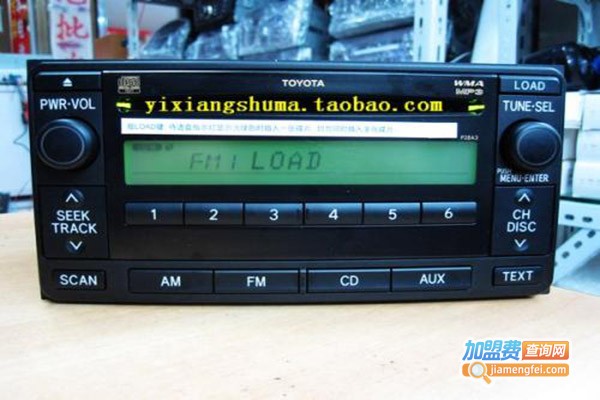 批
TOYOTA
WMA
MP3
LOAD
PWR-VOL
TUNE-SEL
yixiangshuma.taobao.com
FM1 LOAD
PUSH
MENU-ENTER
1 2 3 4 5 6
SEEK
TRACK
CH
DISC
SCAN
AM
FM
CD
AUX
TEXT
加盟费查询网
jiamengfei.com